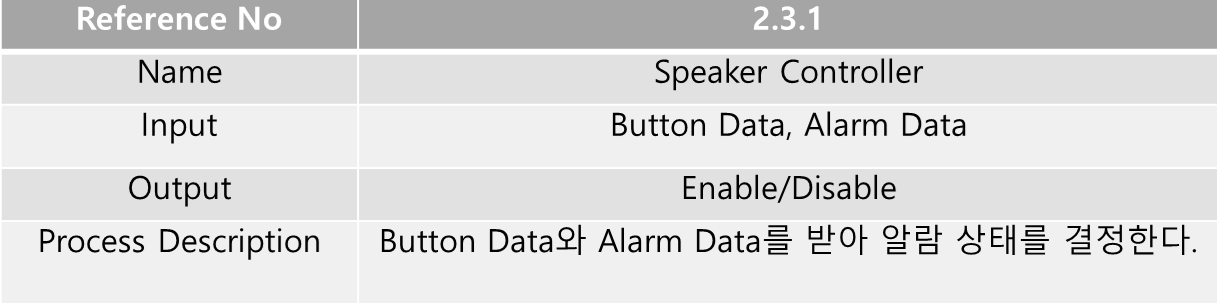 Reference No 2.3.1
Name Speaker Controller
Input Button Data, Alarm Data
Output Enable/Disable
Process Description Button Data와 Alarm Data를 받아 알람 상태를 결정한다.